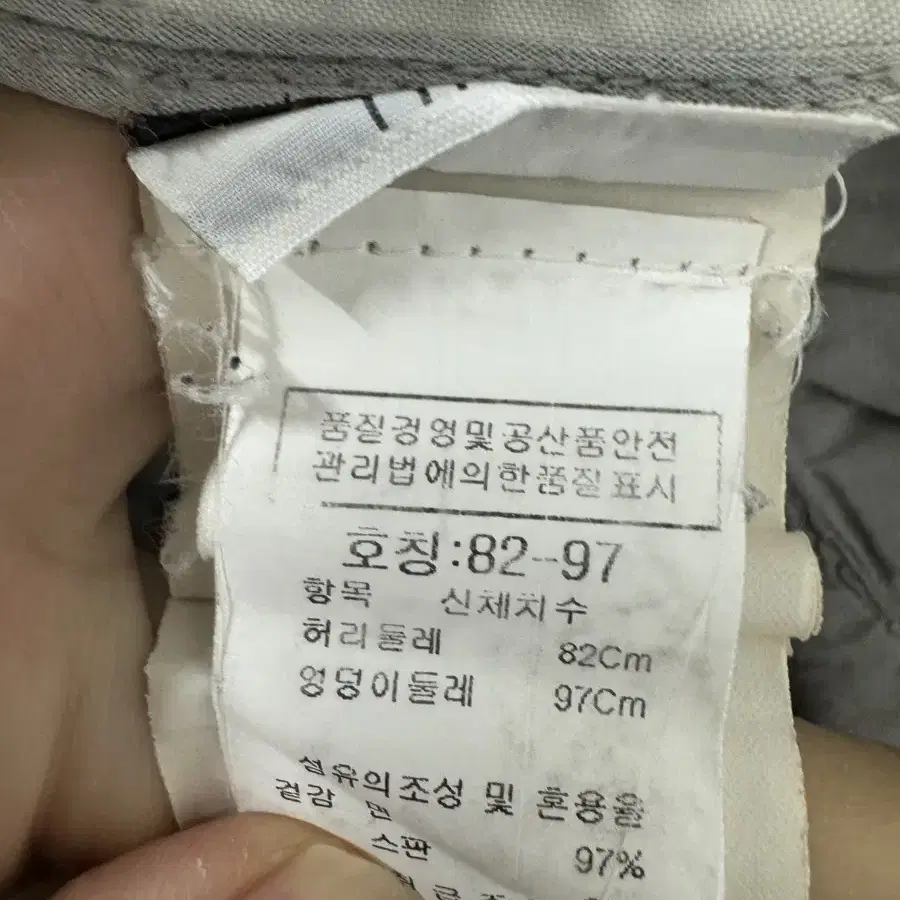 품질겅영및공산품안전
관리법에의한품질표시
호칭:82--97
항목 신체치수
허리둘레 82Cm
엉덩이둘레 97Cm
섬유의조성 및 혼용율
겉감 면
스판 97%